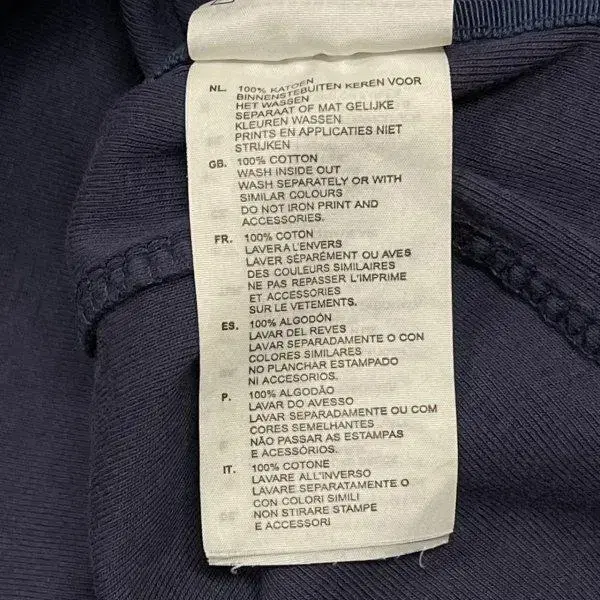 NL. 100% KATOEN
BINNENSTEBUITEN KEREN VOOR
HET WASSEN
SEPARAAT OF MAT GELIJKE
KLEUREN WASSEN
PRINTS EN APPLICATIES NIET
STRIJKEN
GB. 100% COTTON
WASH INSIDE OUT
WASH SEPARATELY OR WITH
SIMILAR COLOURS
DO NOT IRON PRINT AND
ACCESSORIES.
FR. 100% COTON
LAVER A L'ENVERS
LAVER SÉPARÉMENT OU AVES
DES COULEURS SIMILAIRES
NE PAS REPASSER L'IMPRIME
ET ACCESSORIES
SUR LE VETEMENTS.
ES. 100% ALGODÓN
LAVAR DEL REVES
LAVAR SEPARADAMENTE O CON
COLORES SIMILARES
NO PLANCHAR ESTAMPADO
NI ACCESORIOS.
P. 100% ALGODÃO
LAVAR DO AVESSO
LAVAR SEPARADAMENTE OU COM
CORES SEMELHANTES
NÃO PASSAR AS ESTAMPAS
E ACESSÓRIOS.
IT. 100% COTONE
LAVARE ALL'INVERSO
LAVARE SEPARATAMENTE O
CON COLORI SIMILI
NON STIRARE STAMPE
E ACCESSORI